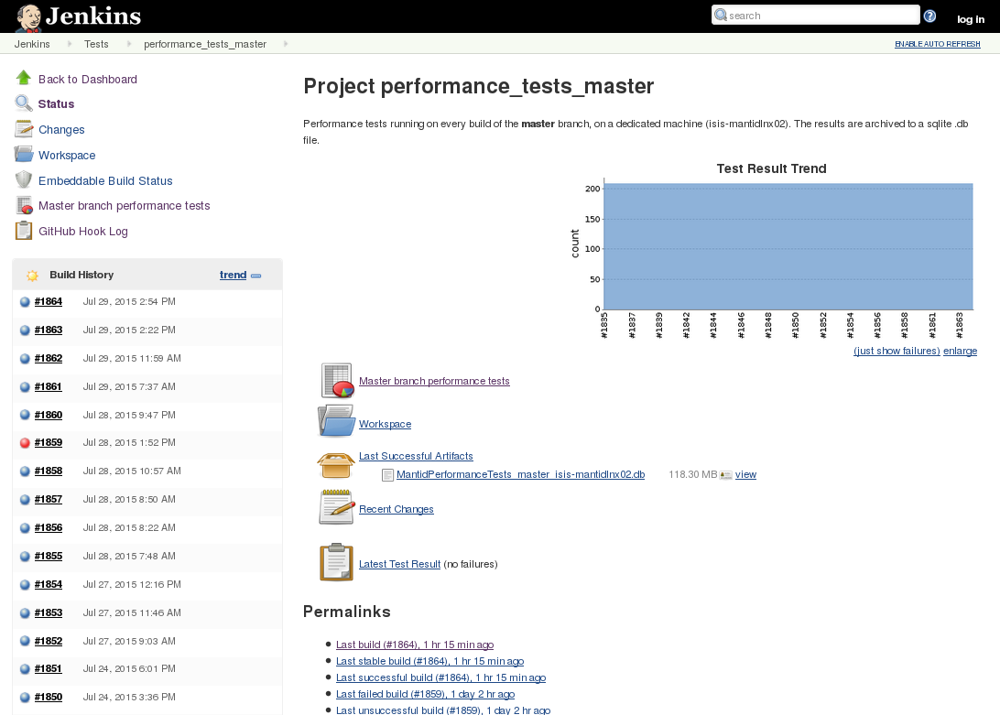 Jenkins
search
log in
Jenkins Tests performance_tests_master
ENABLE AUTO REFRESH
Back to Dashboard
Status
Changes
Workspace
Embeddable Build Status
Master branch performance tests
GitHub Hook Log
Build History trend
#1864 Jul 29, 2015 2:54 PM
#1863 Jul 29, 2015 2:22 PM
#1862 Jul 29, 2015 11:59 AM
#1861 Jul 29, 2015 7:37 AM
#1860 Jul 28, 2015 9:47 PM
#1859 Jul 28, 2015 1:52 PM
#1858 Jul 28, 2015 10:57 AM
#1857 Jul 28, 2015 8:50 AM
#1856 Jul 28, 2015 8:22 AM
#1855 Jul 28, 2015 7:48 AM
#1854 Jul 27, 2015 12:16 PM
#1853 Jul 27, 2015 11:46 AM
#1852 Jul 27, 2015 9:03 AM
#1851 Jul 24, 2015 6:01 PM
#1850 Jul 24, 2015 3:36 PM
Project performance_tests_master
Performance tests running on every build of the master branch, on a dedicated machine (isis-mantidlnx02). The results are archived to a sqlite .db
file.
Test Result Trend
count
200
150
100
50
0
#1835 #1837 #1839 #1842 #1844 #1846 #1848 #1850 #1852 #1854 #1856 #1858 #1861 #1863
(just show failures) enlarge
Master branch performance tests
Workspace
Last Successful Artifacts
MantidPerformanceTests_master_isis-mantidlnx02.db 118.30 MB view
Recent Changes
Latest Test Result (no failures)
Permalinks
Last build (#1864), 1 hr 15 min ago
Last stable build (#1864), 1 hr 15 min ago
Last successful build (#1864), 1 hr 15 min ago
Last failed build (#1859), 1 day 2 hr ago
Last unsuccessful build (#1859), 1 day 2 hr ago